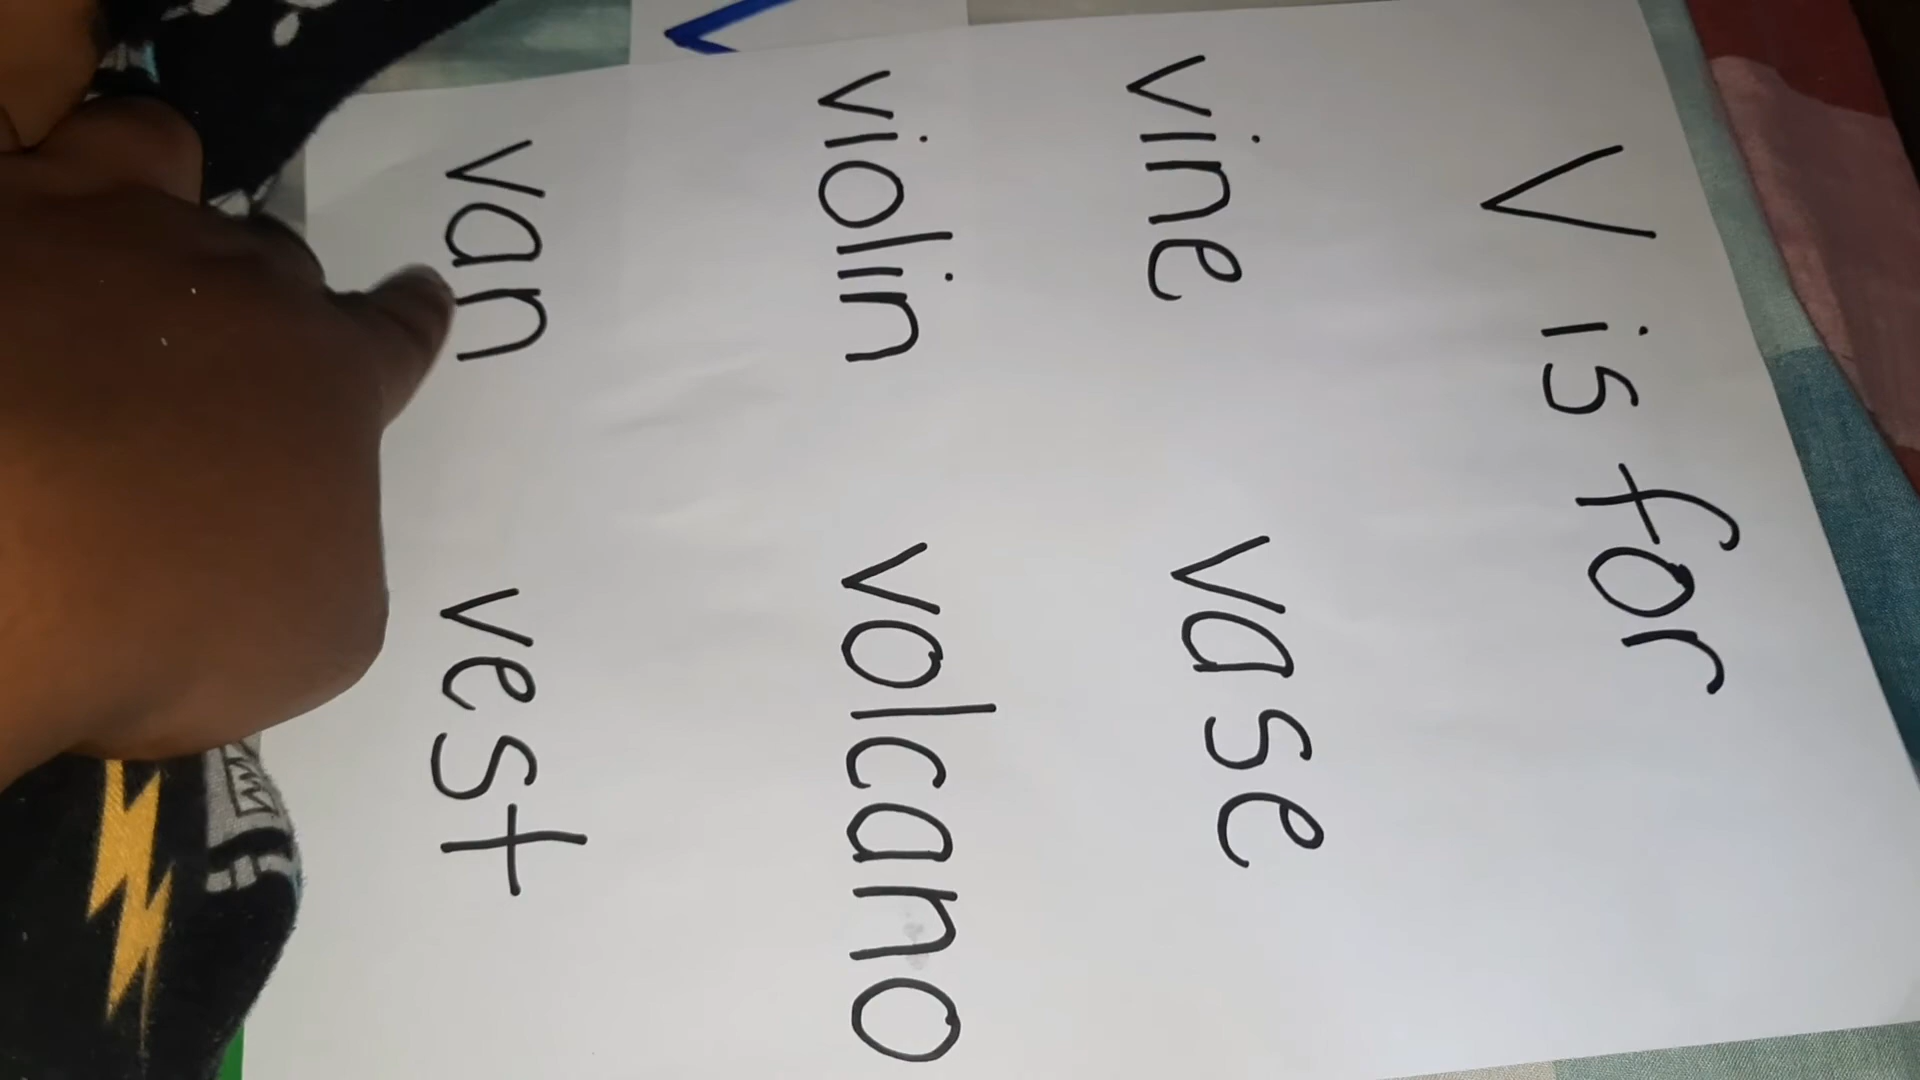 V is for
vine vase
violin volcano
van vest